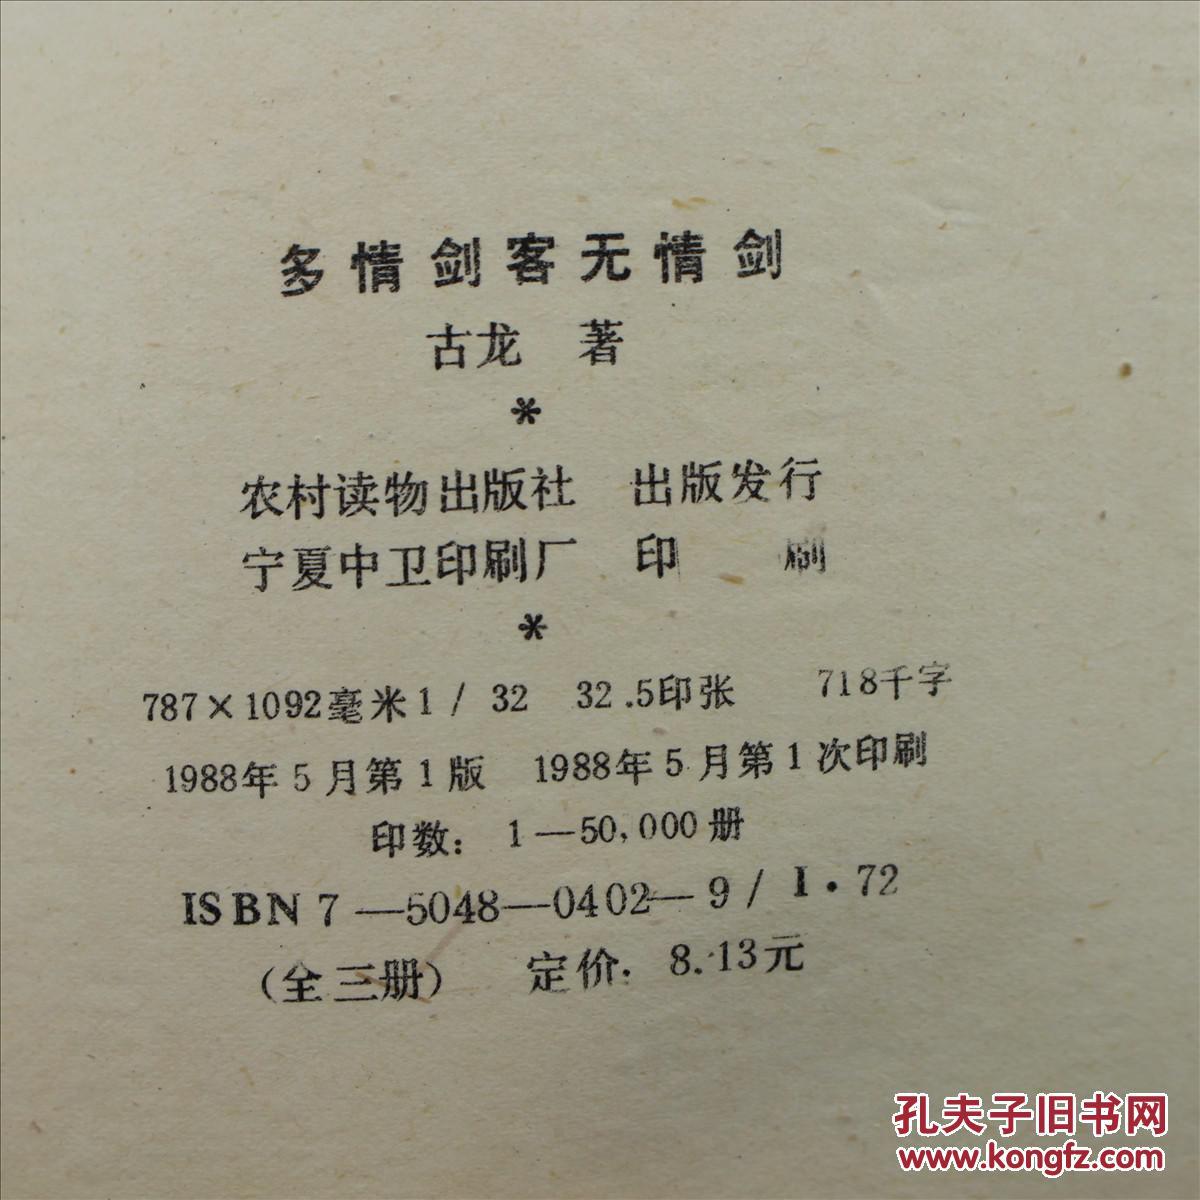 多情剑客无情剑
古龙 著
*
农村读物出版社 出版发行
宁夏中卫印刷厂 印 刷
*
787×1092毫米1/32 32.5印张 718千字
1988年5月第1版 1988年5月第1次印刷
印数：1—50,000册
ISBN 7—5048—0402—9/I·72
（全三册） 定价：8.13元
孔夫子旧书网
www.kongfz.com